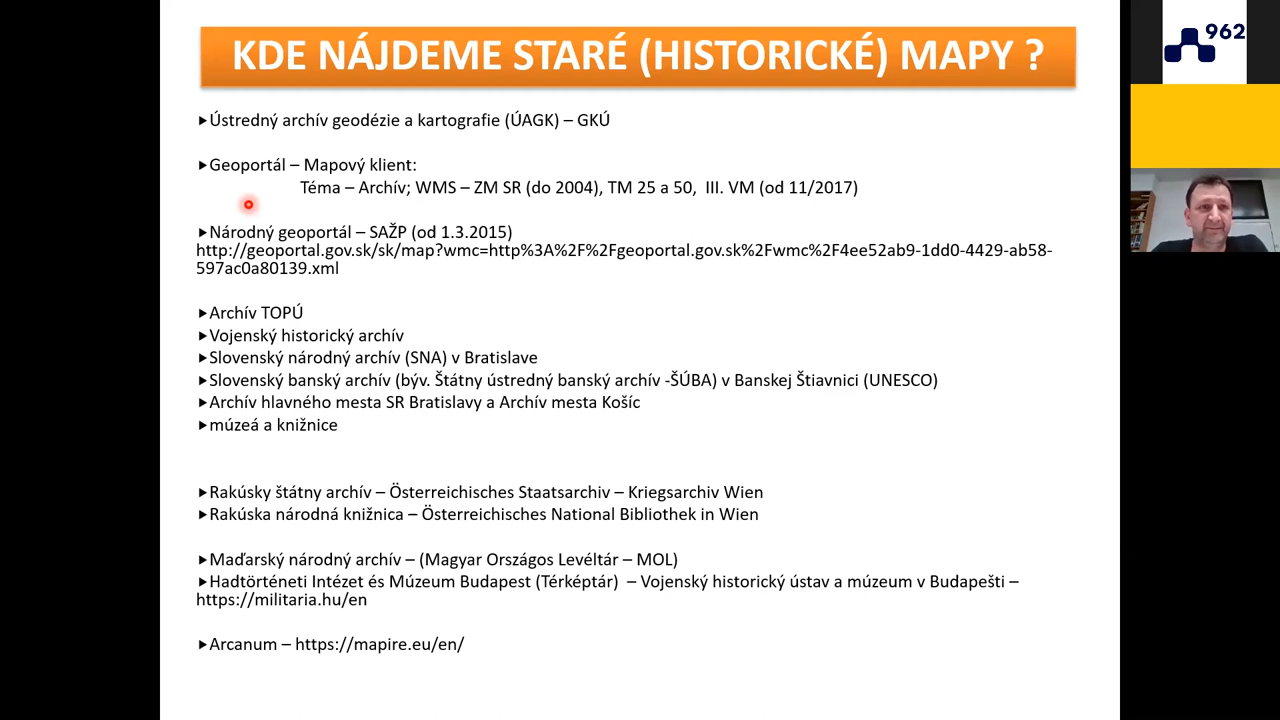 KDE NÁJDEME STARÉ (HISTORICKÉ) MAPY ?
962
►Ústredný archív geodézie a kartografie (ÚAGK) – GKÚ
►Geoportál – Mapový klient:
Téma – Archív; WMS – ZM SR (do 2004), TM 25 a 50, III. VM (od 11/2017)
►Národný geoportál – SAŽP (od 1.3.2015)
http://geoportal.gov.sk/sk/map?wmc=http%3A%2F%2Fgeoportal.gov.sk%2Fwmc%2F4ee52ab9-1dd0-4429-ab58-
597ac0a80139.xml
►Archív TOPÚ
►Vojenský historický archív
►Slovenský národný archív (SNA) v Bratislave
►Slovenský banský archív (býv. Štátny ústredný banský archív -ŠÚBA) v Banskej Štiavnici (UNESCO)
►Archív hlavného mesta SR Bratislavy a Archív mesta Košíc
►múzeá a knižnice
►Rakúsky štátny archív – Österreichisches Staatsarchiv – Kriegsarchiv Wien
►Rakúska národná knižnica – Österreichisches National Bibliothek in Wien
►Maďarský národný archív – (Magyar Országos Levéltár – MOL)
►Hadtörténeti Intézet és Múzeum Budapest (Térképtár) – Vojenský historický ústav a múzeum v Budapešti –
https://militaria.hu/en
►Arcanum – https://mapire.eu/en/